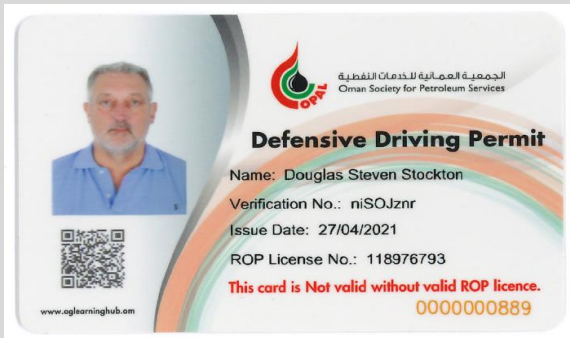 OPAL
الجمعية العمانية للخدمات النفطية
Oman Society for Petroleum Services
Defensive Driving Permit
Name: Douglas Steven Stockton
Verification No.: niSOJznr
Issue Date: 27/04/2021
ROP License No.: 118976793
This card is Not valid without valid ROP licence.
www.oglearninghub.om
0000000889